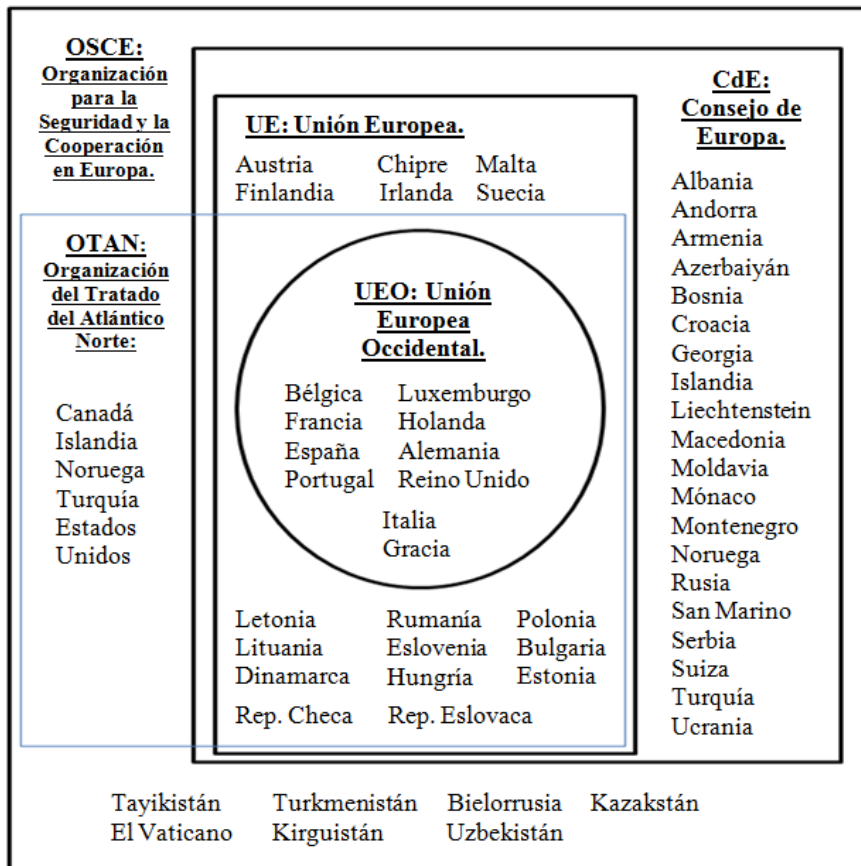 OSCE:
Organización
para la
Seguridad y la
Cooperación
en Europa.
CdE:
Consejo de
Europa.
UE: Unión Europea.
Austria Chipre Malta
Finlandia Irlanda Suecia
OTAN:
Organización
del Tratado
del Atlántico
Norte:
Canadá
Islandia
Noruega
Turquía
Estados
Unidos
UEO: Unión
Europea
Occidental.
Bélgica Luxemburgo
Francia Holanda
España Alemania
Portugal Reino Unido
Italia
Gracia
Letonia Rumanía Polonia
Lituania Eslovenia Bulgaria
Dinamarca Hungría Estonia
Rep. Checa Rep. Eslovaca
Albania
Andorra
Armenia
Azerbaiyán
Bosnia
Croacia
Georgia
Islandia
Liechtenstein
Macedonia
Moldavia
Mónaco
Montenegro
Noruega
Rusia
San Marino
Serbia
Suiza
Turquía
Ucrania
Tayikistán Turkmenistán Bielorrusia Kazakstán
El Vaticano Kirguistán Uzbekistán